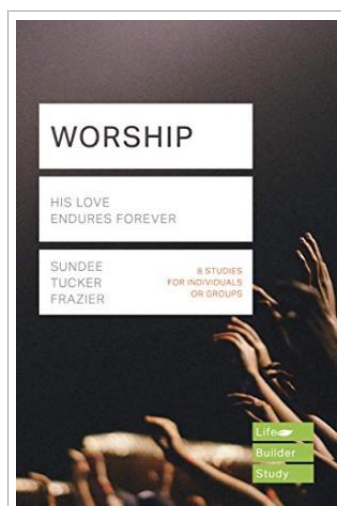 WORSHIP
HIS LOVE
ENDURES FOREVER
SUNDEE
TUCKER
FRAZIER
8 STUDIES
FOR INDIVIDUALS
OR GROUPS
Life
Builder
Study